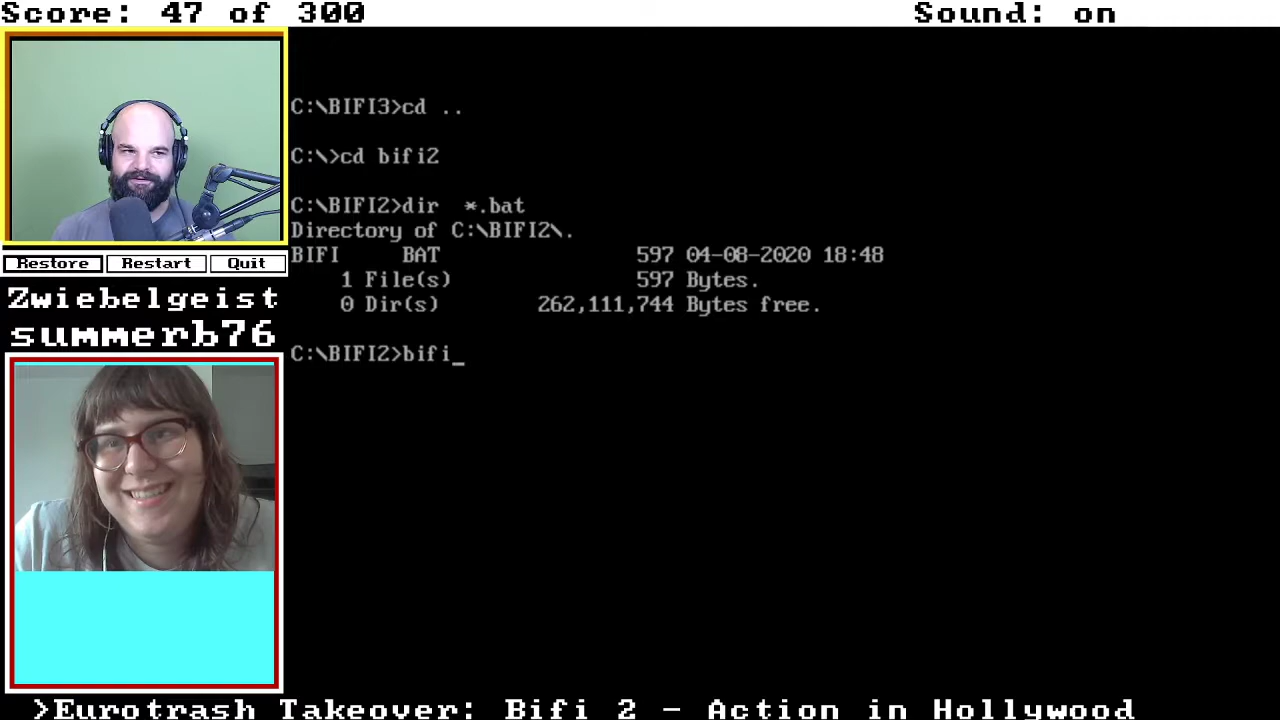 Score: 47 of 300 Sound: on
C:\BIFI3>cd ..
C:\>cd bifi2
C:\BIFI2>dir  *.bat
Directory of C:\BIFI2\.
BIFI     BAT                597 04-08-2020 18:48
    1 File(s)               597 Bytes.
    0 Dir(s)        262,111,744 Bytes free.
C:\BIFI2>bifi_
Restore Restart Quit
Zwiebelgeist
summerb76
>Eurotrash Takeover: Bifi 2 - Action in Hollywood